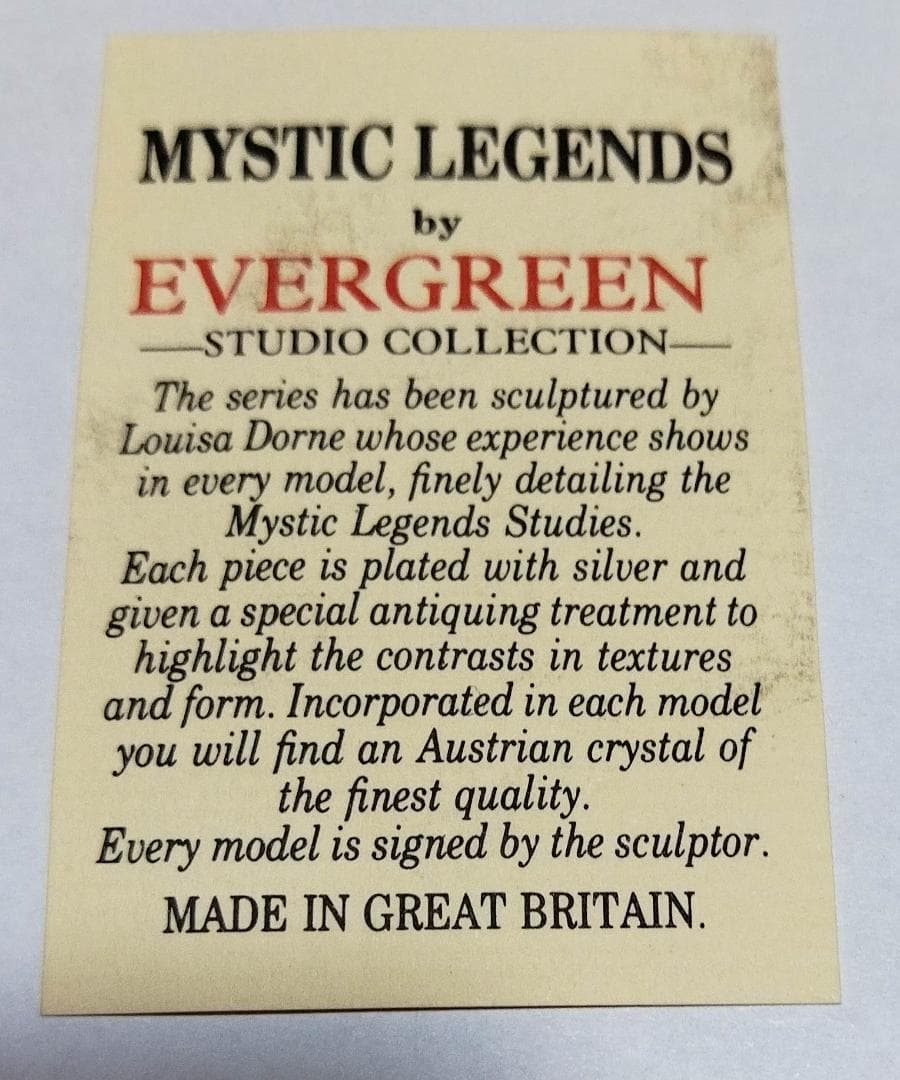 MYSTIC LEGENDS
by
EVERGREEN
—STUDIO COLLECTION—
The series has been sculptured by
Louisa Dorne whose experience shows
in every model, finely detailing the
Mystic Legends Studies.
Each piece is plated with silver and
given a special antiquing treatment to
highlight the contrasts in textures
and form. Incorporated in each model
you will find an Austrian crystal of
the finest quality.
Every model is signed by the sculptor.
MADE IN GREAT BRITAIN.